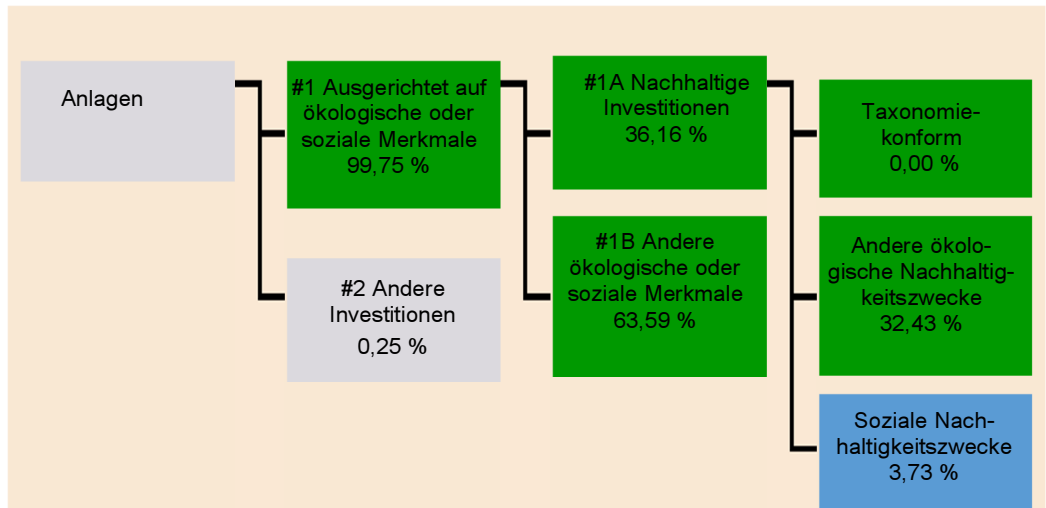 Anlagen
#1 Ausgerichtet auf
ökologische oder
soziale Merkmale
99,75 %
#2 Andere
Investitionen
0,25 %
#1A Nachhaltige
Investitionen
36,16 %
#1B Andere
ökologische oder
soziale Merkmale
63,59 %
Taxonomie-
konform
0,00 %
Andere ökolo-
gische Nachhaltig-
keitszwecke
32,43 %
Soziale Nach-
haltigkeitszwecke
3,73 %